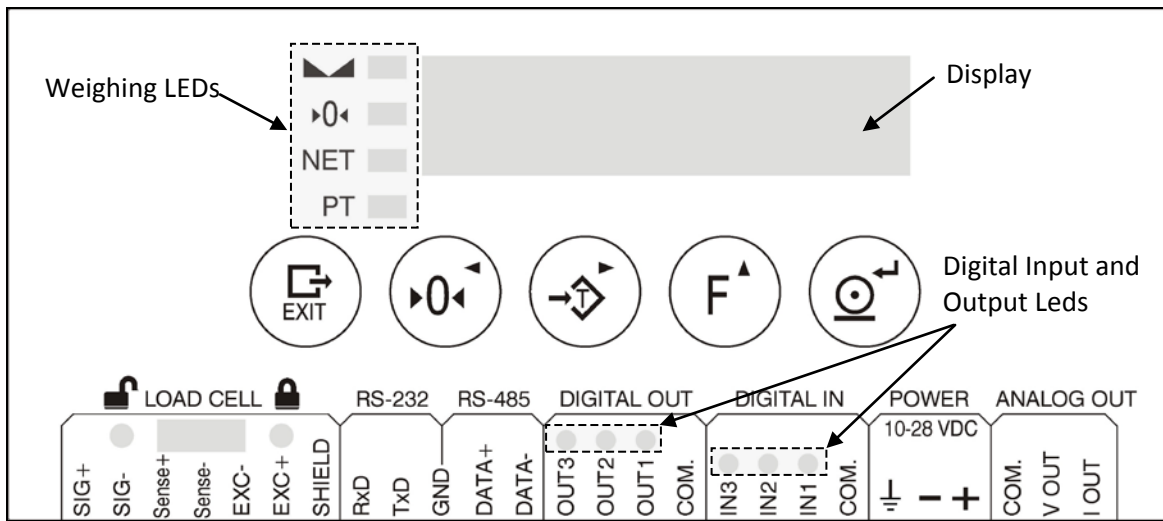 Weighing LEDs
▸0◂
NET
PT
Display
EXIT
▸0◂
T
F
Digital Input and
Output Leds
LOAD CELL
RS-232
RS-485
DIGITAL OUT
DIGITAL IN
POWER
ANALOG OUT
10-28 VDC
SIG+
SIG-
Sense+
Sense-
EXC-
EXC+
SHIELD
RxD
TxD
GND
DATA+
DATA-
OUT3
OUT2
OUT1
COM.
IN3
IN2
IN1
COM.
– +
COM.
V OUT
I OUT